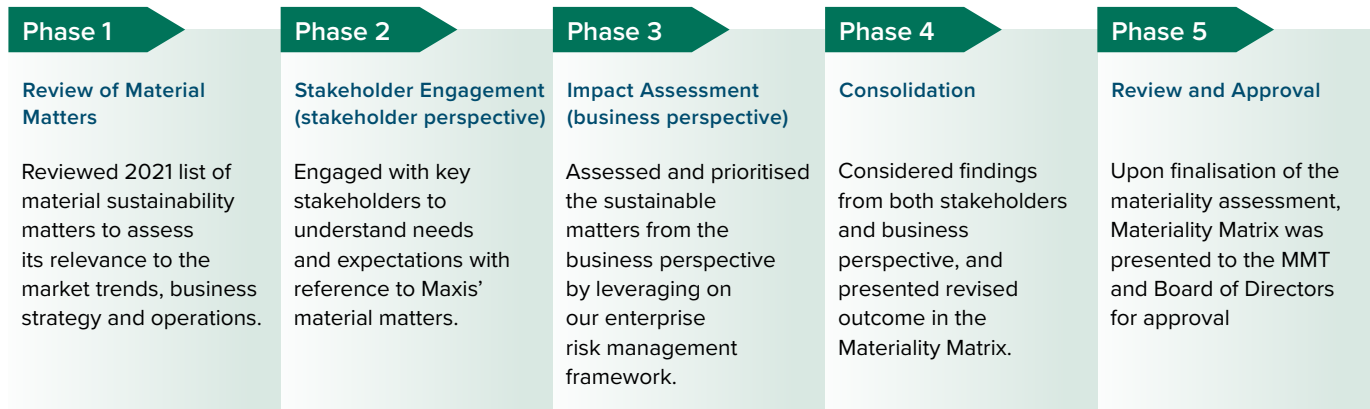 Phase 1
Review of Material
Matters
Reviewed 2021 list of
material sustainability
matters to assess
its relevance to the
market trends, business
strategy and operations.
Phase 2
Stakeholder Engagement
(stakeholder perspective)
Engaged with key
stakeholders to
understand needs
and expectations with
reference to Maxis’
material matters.
Phase 3
Impact Assessment
(business perspective)
Assessed and prioritised
the sustainable
matters from the
business perspective
by leveraging on
our enterprise
risk management
framework.
Phase 4
Consolidation
Considered findings
from both stakeholders
and business
perspective, and
presented revised
outcome in the
Materiality Matrix.
Phase 5
Review and Approval
Upon finalisation of the
materiality assessment,
Materiality Matrix was
presented to the MMT
and Board of Directors
for approval